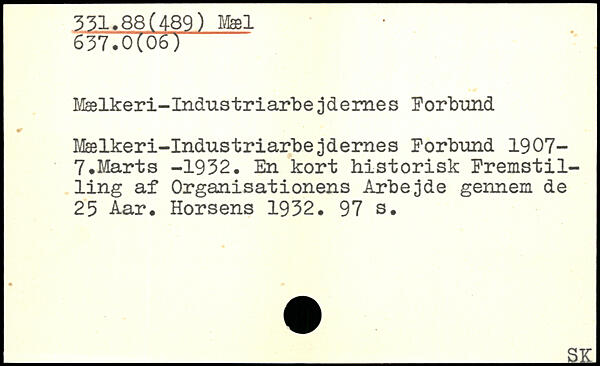 331.88(489) Mæl
637.0(06)
Mælkeri-Industriarbejdernes Forbund
Mælkeri-Industriarbejdernes Forbund 1907-
7.Marts -1932. En kort historisk Fremstil-
ling af Organisationens Arbejde gennem de
25 Aar. Horsens 1932. 97 s.
SK